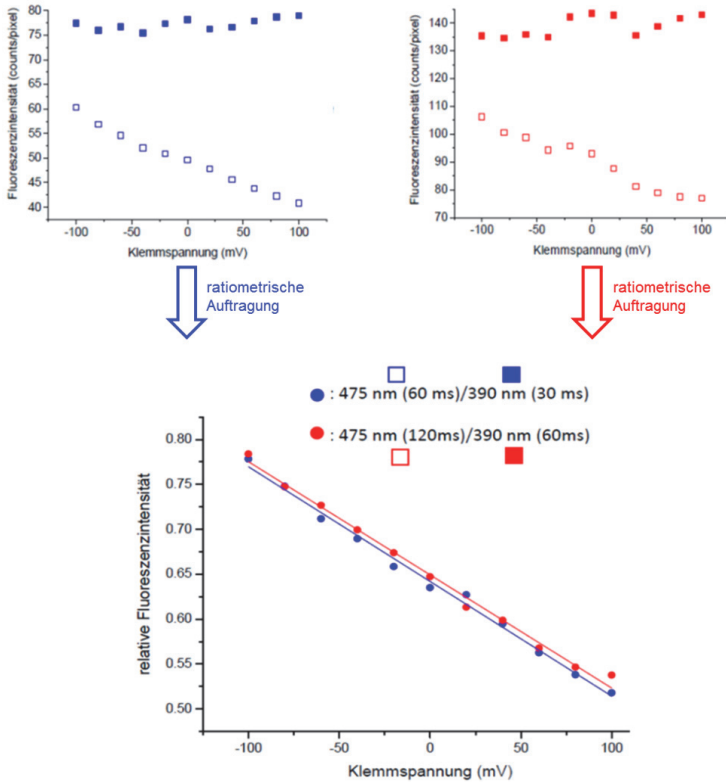 80
75
70
65
60
55
50
45
40
Fluoreszenzintensität (counts/pixel)
-100 -50 0 50 100
Klemmspannung (mV)
140
130
120
110
100
90
80
70
Fluoreszenzintensität (counts/pixel)
-100 -50 0 50 100
Klemmspannung (mV)
ratiometrische
Auftragung
ratiometrische
Auftragung
: 475 nm (60 ms)/390 nm (30 ms)
: 475 nm (120ms)/390 nm (60ms)
0.80
0.75
0.70
0.65
0.60
0.55
0.50
relative Fluoreszenzintensität
-100 -50 0 50 100
Klemmspannung (mV)